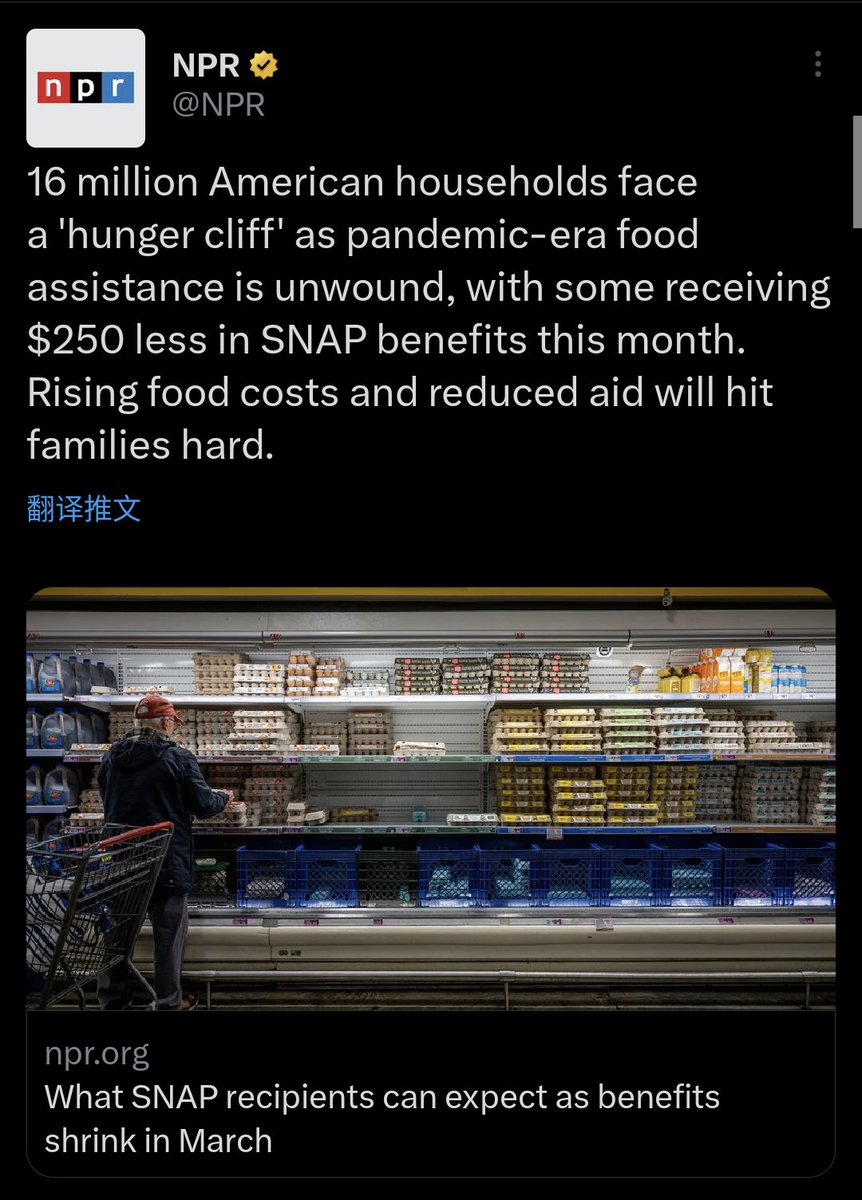 npr
NPR
@NPR
16 million American households face
a 'hunger cliff' as pandemic-era food
assistance is unwound, with some receiving
$250 less in SNAP benefits this month.
Rising food costs and reduced aid will hit
families hard.
翻译推文
npr.org
What SNAP recipients can expect as benefits
shrink in March